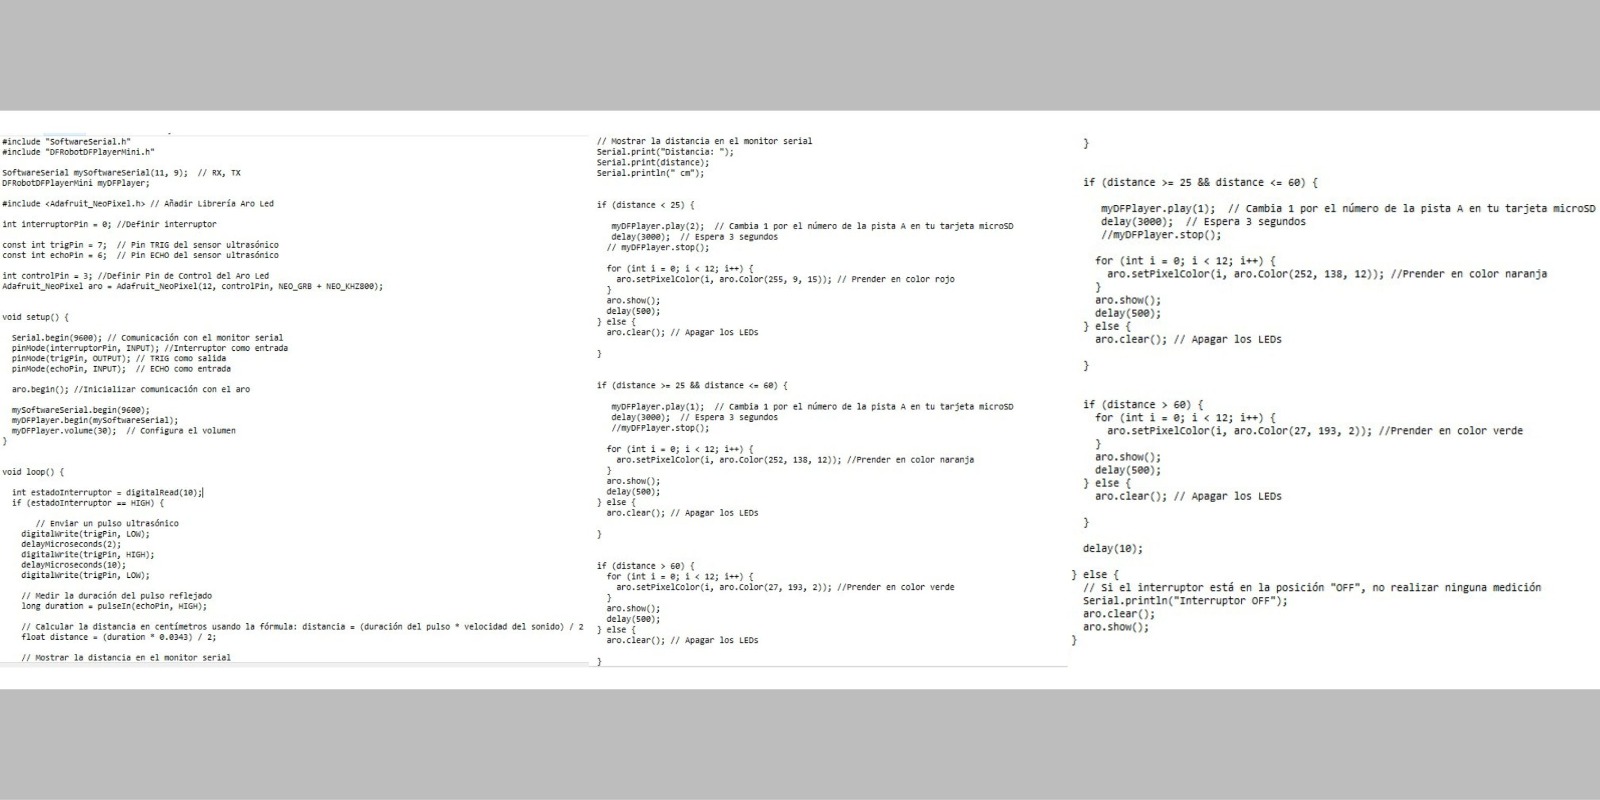 #include "SoftwareSerial.h"
#include "DFRobotDFPlayerMini.h"
SoftwareSerial mySoftwareSerial(11, 9);  // RX, TX
DFRobotDFPlayerMini myDFPlayer;
#include <Adafruit_NeoPixel.h> // Añadir Librería Aro Led
int interruptorPin = 0; //Definir interruptor
const int trigPin = 7;  // Pin TRIG del sensor ultrasónico
const int echoPin = 6;  // Pin ECHO del sensor ultrasónico
int controlPin = 3; //Definir Pin de Control del Aro Led
Adafruit_NeoPixel aro = Adafruit_NeoPixel(12, controlPin, NEO_GRB + NEO_KHZ800);
void setup() {
Serial.begin(9600); // Comunicación con el monitor serial
pinMode(interruptorPin, INPUT); //Interruptor como entrada
pinMode(trigPin, OUTPUT); // TRIG como salida
pinMode(echoPin, INPUT);  // ECHO como entrada
aro.begin(); //Inicializar comunicación con el aro
mySoftwareSerial.begin(9600);
myDFPlayer.begin(mySoftwareSerial);
myDFPlayer.volume(30);  // Configura el volumen
}
void loop() {
int estadoInterruptor = digitalRead(10);
if (estadoInterruptor == HIGH) {
// Enviar un pulso ultrasónico
digitalWrite(trigPin, LOW);
delayMicroseconds(2);
digitalWrite(trigPin, HIGH);
delayMicroseconds(10);
digitalWrite(trigPin, LOW);
// Medir la duración del pulso reflejado
long duration = pulseIn(echoPin, HIGH);
// Calcular la distancia en centímetros usando la fórmula: distancia = (duración del pulso * velocidad del sonido) / 2
float distance = (duration * 0.0343) / 2;
// Mostrar la distancia en el monitor serial
// Mostrar la distancia en el monitor serial
Serial.print("Distancia: ");
Serial.print(distance);
Serial.println(" cm");
if (distance < 25) {
myDFPlayer.play(2);  // Cambia 1 por el número de la pista A en tu tarjeta microSD
delay(3000);  // Espera 3 segundos
// myDFPlayer.stop();
for (int i = 0; i < 12; i++) {
aro.setPixelColor(i, aro.Color(255, 9, 15)); // Prender en color rojo
}
aro.show();
delay(500);
} else {
aro.clear(); // Apagar los LEDs
}
if (distance >= 25 && distance <= 60) {
myDFPlayer.play(1);  // Cambia 1 por el número de la pista A en tu tarjeta microSD
delay(3000);  // Espera 3 segundos
//myDFPlayer.stop();
for (int i = 0; i < 12; i++) {
aro.setPixelColor(i, aro.Color(252, 138, 12)); //Prender en color naranja
}
aro.show();
delay(500);
} else {
aro.clear(); // Apagar los LEDs
}
if (distance > 60) {
for (int i = 0; i < 12; i++) {
aro.setPixelColor(i, aro.Color(27, 193, 2)); //Prender en color verde
}
aro.show();
delay(500);
} else {
aro.clear(); // Apagar los LEDs
}
}
if (distance >= 25 && distance <= 60) {
myDFPlayer.play(1);  // Cambia 1 por el número de la pista A en tu tarjeta microSD
delay(3000);  // Espera 3 segundos
//myDFPlayer.stop();
for (int i = 0; i < 12; i++) {
aro.setPixelColor(i, aro.Color(252, 138, 12)); //Prender en color naranja
}
aro.show();
delay(500);
} else {
aro.clear(); // Apagar los LEDs
}
if (distance > 60) {
for (int i = 0; i < 12; i++) {
aro.setPixelColor(i, aro.Color(27, 193, 2)); //Prender en color verde
}
aro.show();
delay(500);
} else {
aro.clear(); // Apagar los LEDs
}
delay(10);
} else {
// Si el interruptor está en la posición "OFF", no realizar ninguna medición
Serial.println("Interruptor OFF");
aro.clear();
aro.show();
}